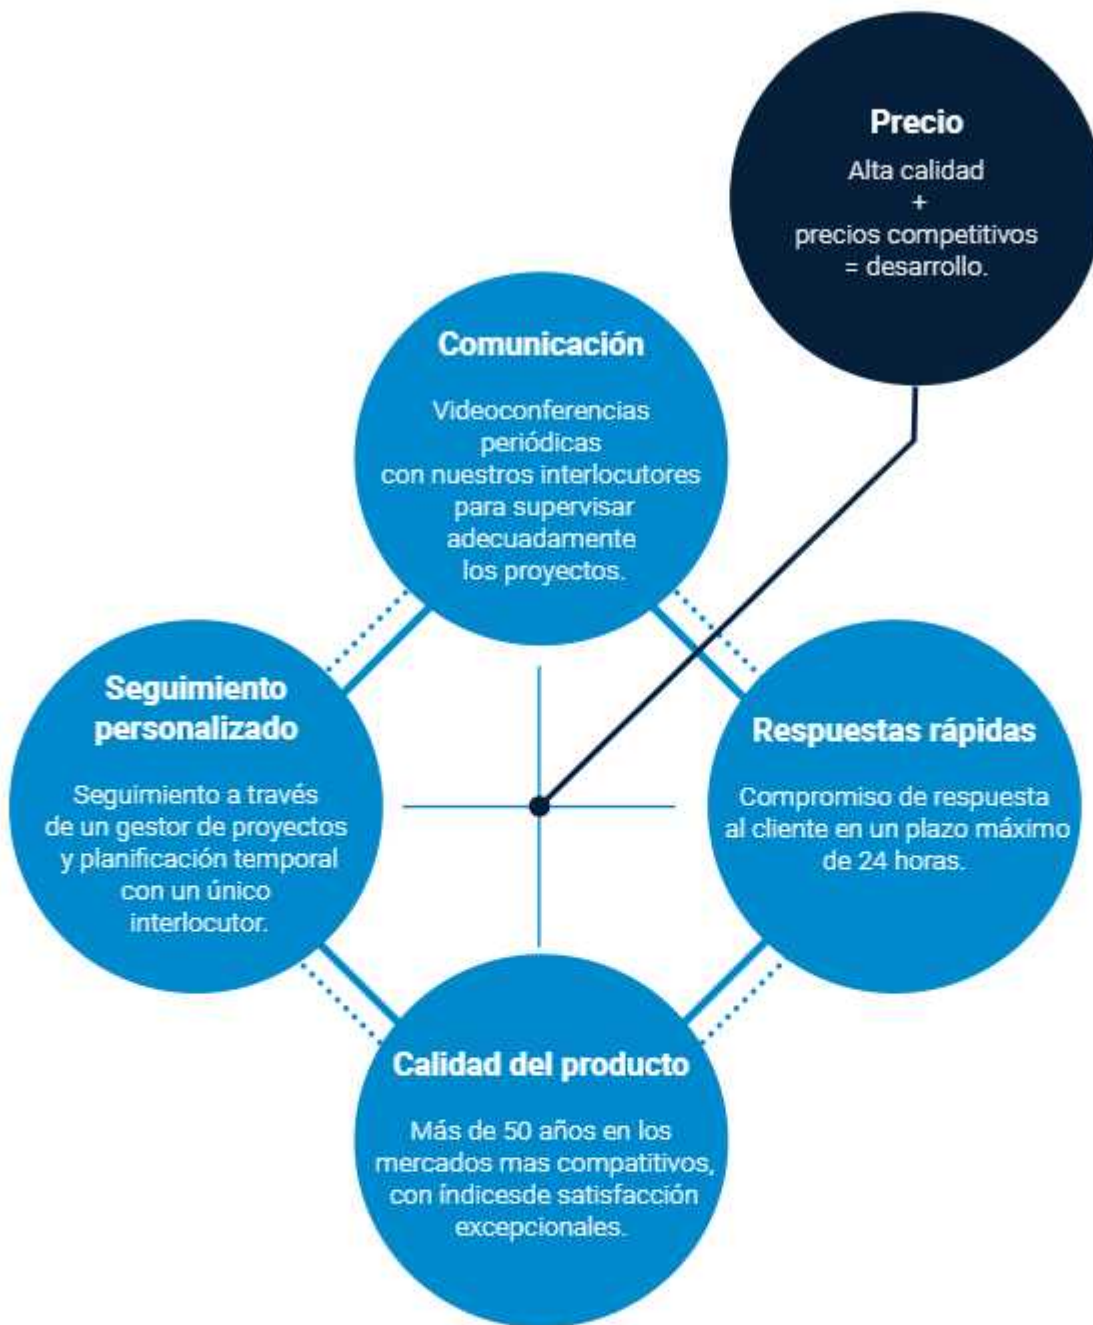 Precio
Alta calidad
+
precios competitivos
= desarrollo.
Comunicación
Videoconferencias
periódicas
con nuestros interlocutores
para supervisar
adecuadamente
los proyectos.
Seguimiento
personalizado
Seguimiento a través
de un gestor de proyectos
y planificación temporal
con un único
interlocutor.
Respuestas rápidas
Compromiso de respuesta
al cliente en un plazo máximo
de 24 horas.
Calidad del producto
Más de 50 años en los
mercados mas compatitivos,
con índicesde satisfacción
excepcionales.